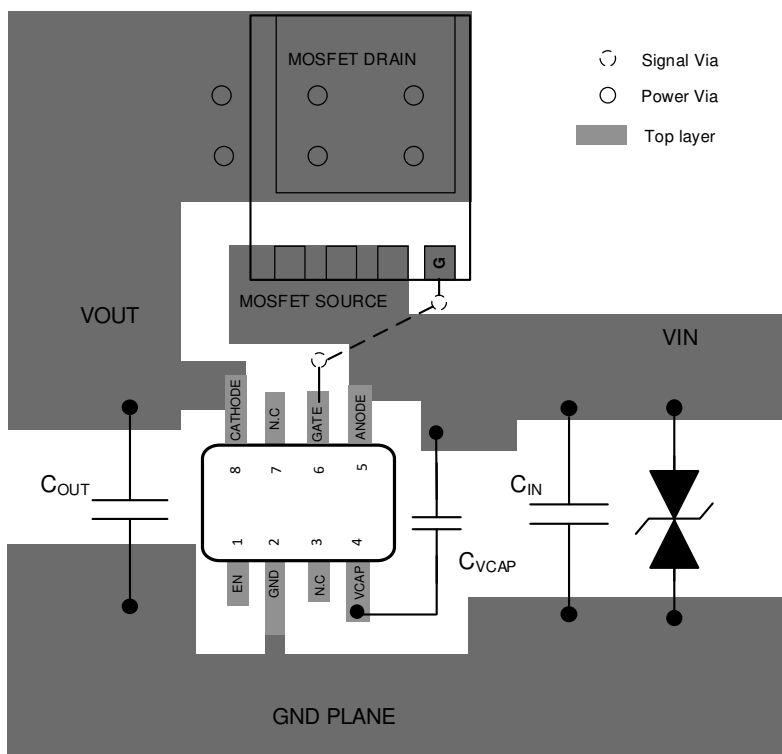 MOSFET DRAIN
Signal Via
Power Via
Top layer
G
MOSFET SOURCE
VOUT
VIN
CATHODE
N.C
GATE
ANODE
8
7
6
5
COUT
CIN
1
2
3
4
CVCAP
EN
GND
N.C
VCAP
GND PLANE